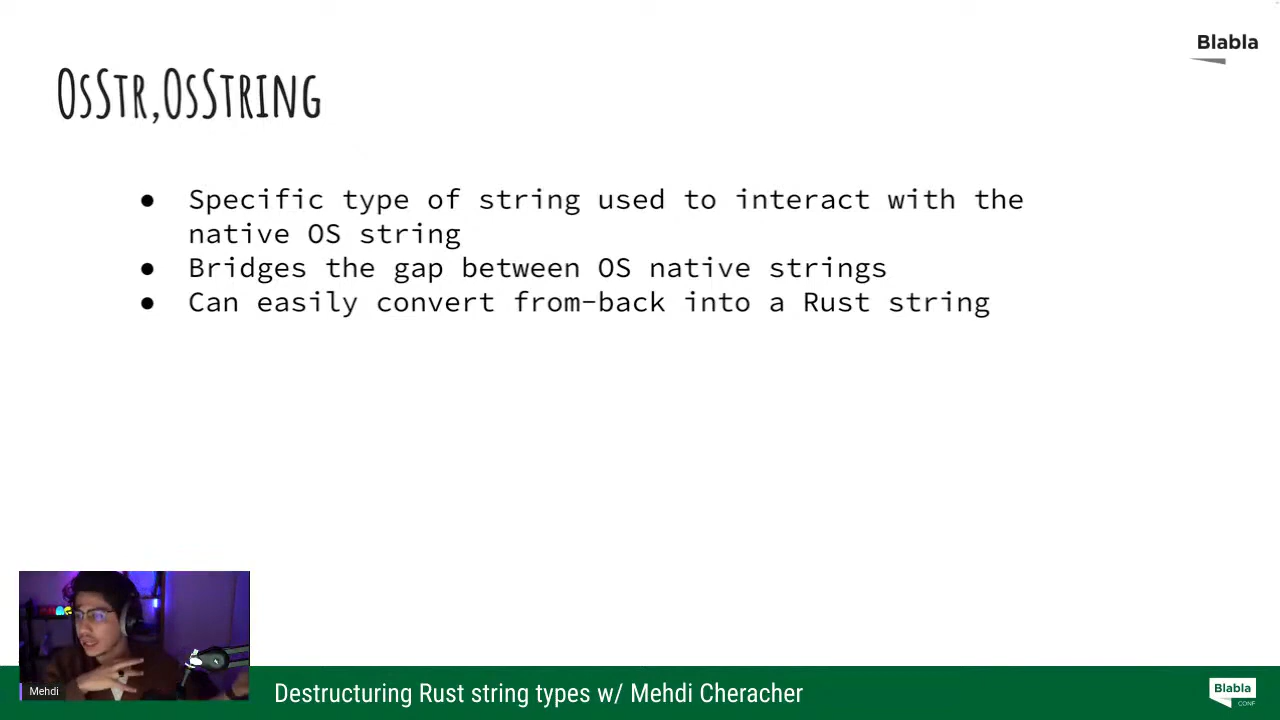 Blabla
OsStr,OsString
● Specific type of string used to interact with the
native OS string
● Bridges the gap between OS native strings
● Can easily convert from-back into a Rust string
Mehdi
Destructuring Rust string types w/ Mehdi Cheracher
Blabla
CONF